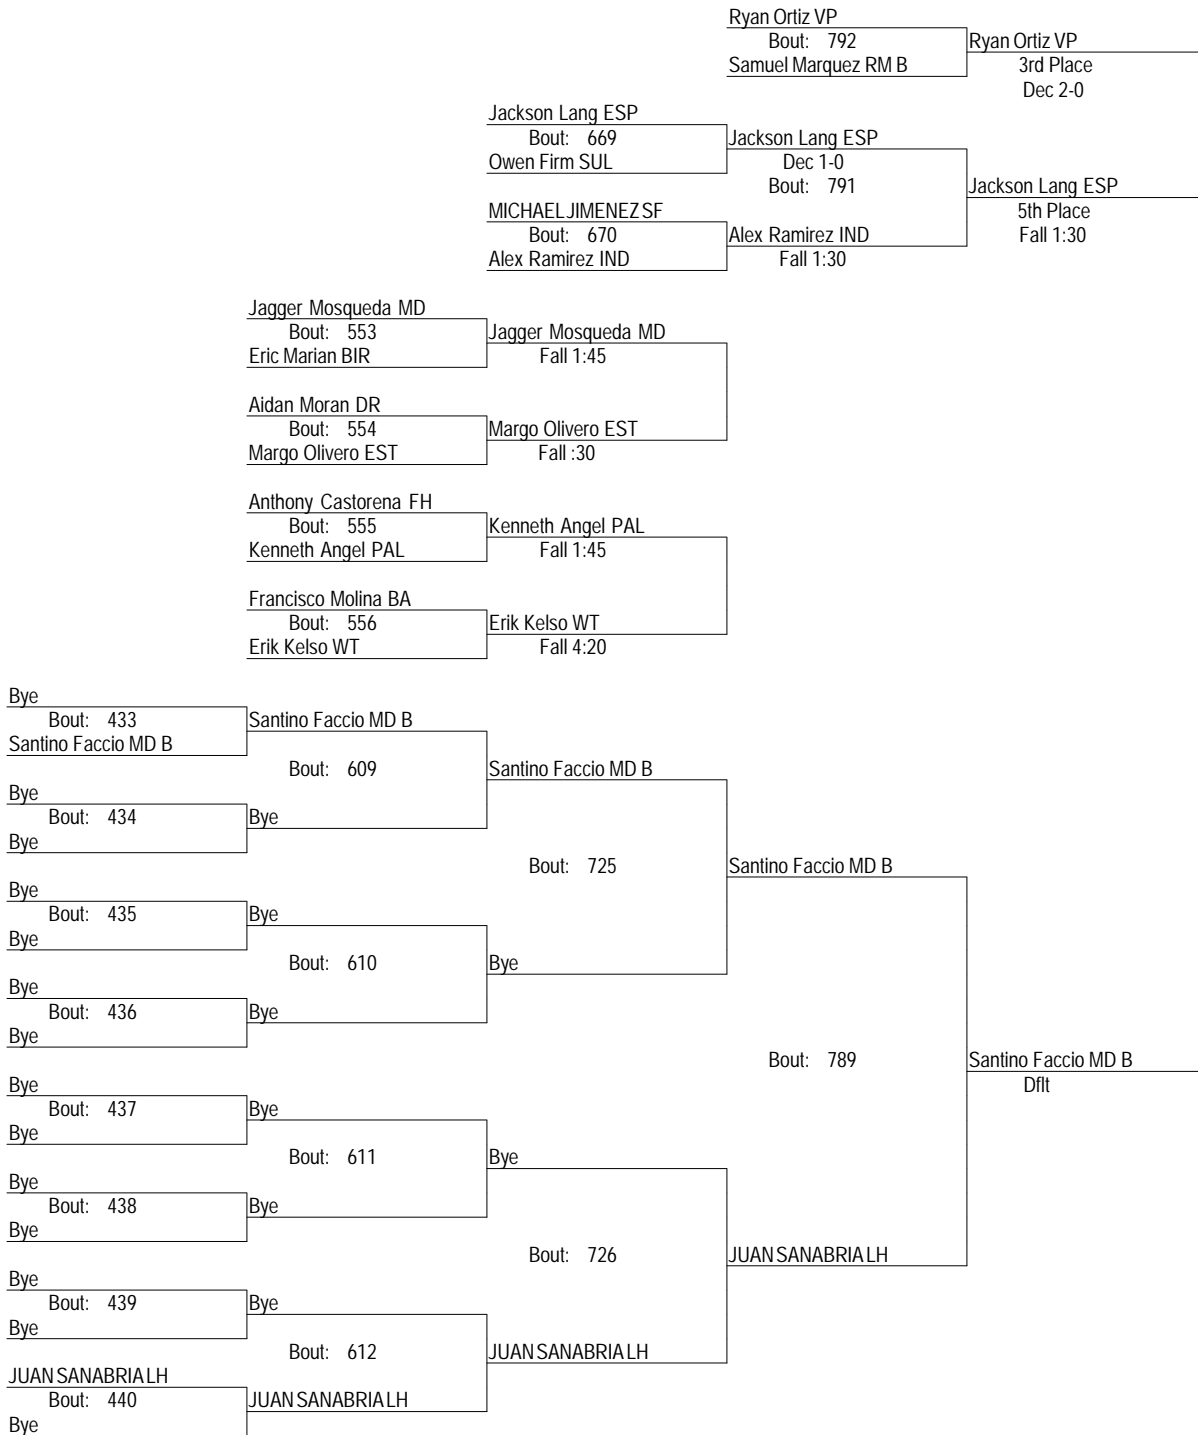 Ryan Ortiz VP
Bout: 792
Ryan Ortiz VP
Samuel Marquez RM B
3rd Place
Dec 2-0
Jackson Lang ESP
Bout: 669
Jackson Lang ESP
Owen Firm SUL
Dec 1-0
Bout: 791
Jackson Lang ESP
MICHAEL JIMENEZ SF
5th Place
Bout: 670
Alex Ramirez IND
Fall 1:30
Alex Ramirez IND
Fall 1:30
Jagger Mosqueda MD
Bout: 553
Jagger Mosqueda MD
Eric Marian BIR
Fall 1:45
Aidan Moran DR
Bout: 554
Margo Olivero EST
Margo Olivero EST
Fall :30
Anthony Castorena FH
Bout: 555
Kenneth Angel PAL
Kenneth Angel PAL
Fall 1:45
Francisco Molina BA
Bout: 556
Erik Kelso WT
Erik Kelso WT
Fall 4:20
Bye
Bout: 433
Santino Faccio MD B
Santino Faccio MD B
Bout: 609
Santino Faccio MD B
Bye
Bout: 434
Bye
Bye
Bout: 725
Santino Faccio MD B
Bye
Bout: 435
Bye
Bye
Bout: 610
Bye
Bye
Bout: 436
Bye
Bye
Bout: 789
Santino Faccio MD B
Dflt
Bye
Bout: 437
Bye
Bye
Bout: 611
Bye
Bye
Bout: 438
Bye
Bye
Bout: 726
JUAN SANABRIA LH
Bye
Bout: 439
Bye
Bye
Bout: 612
JUAN SANABRIA LH
JUAN SANABRIA LH
Bout: 440
JUAN SANABRIA LH
Bye